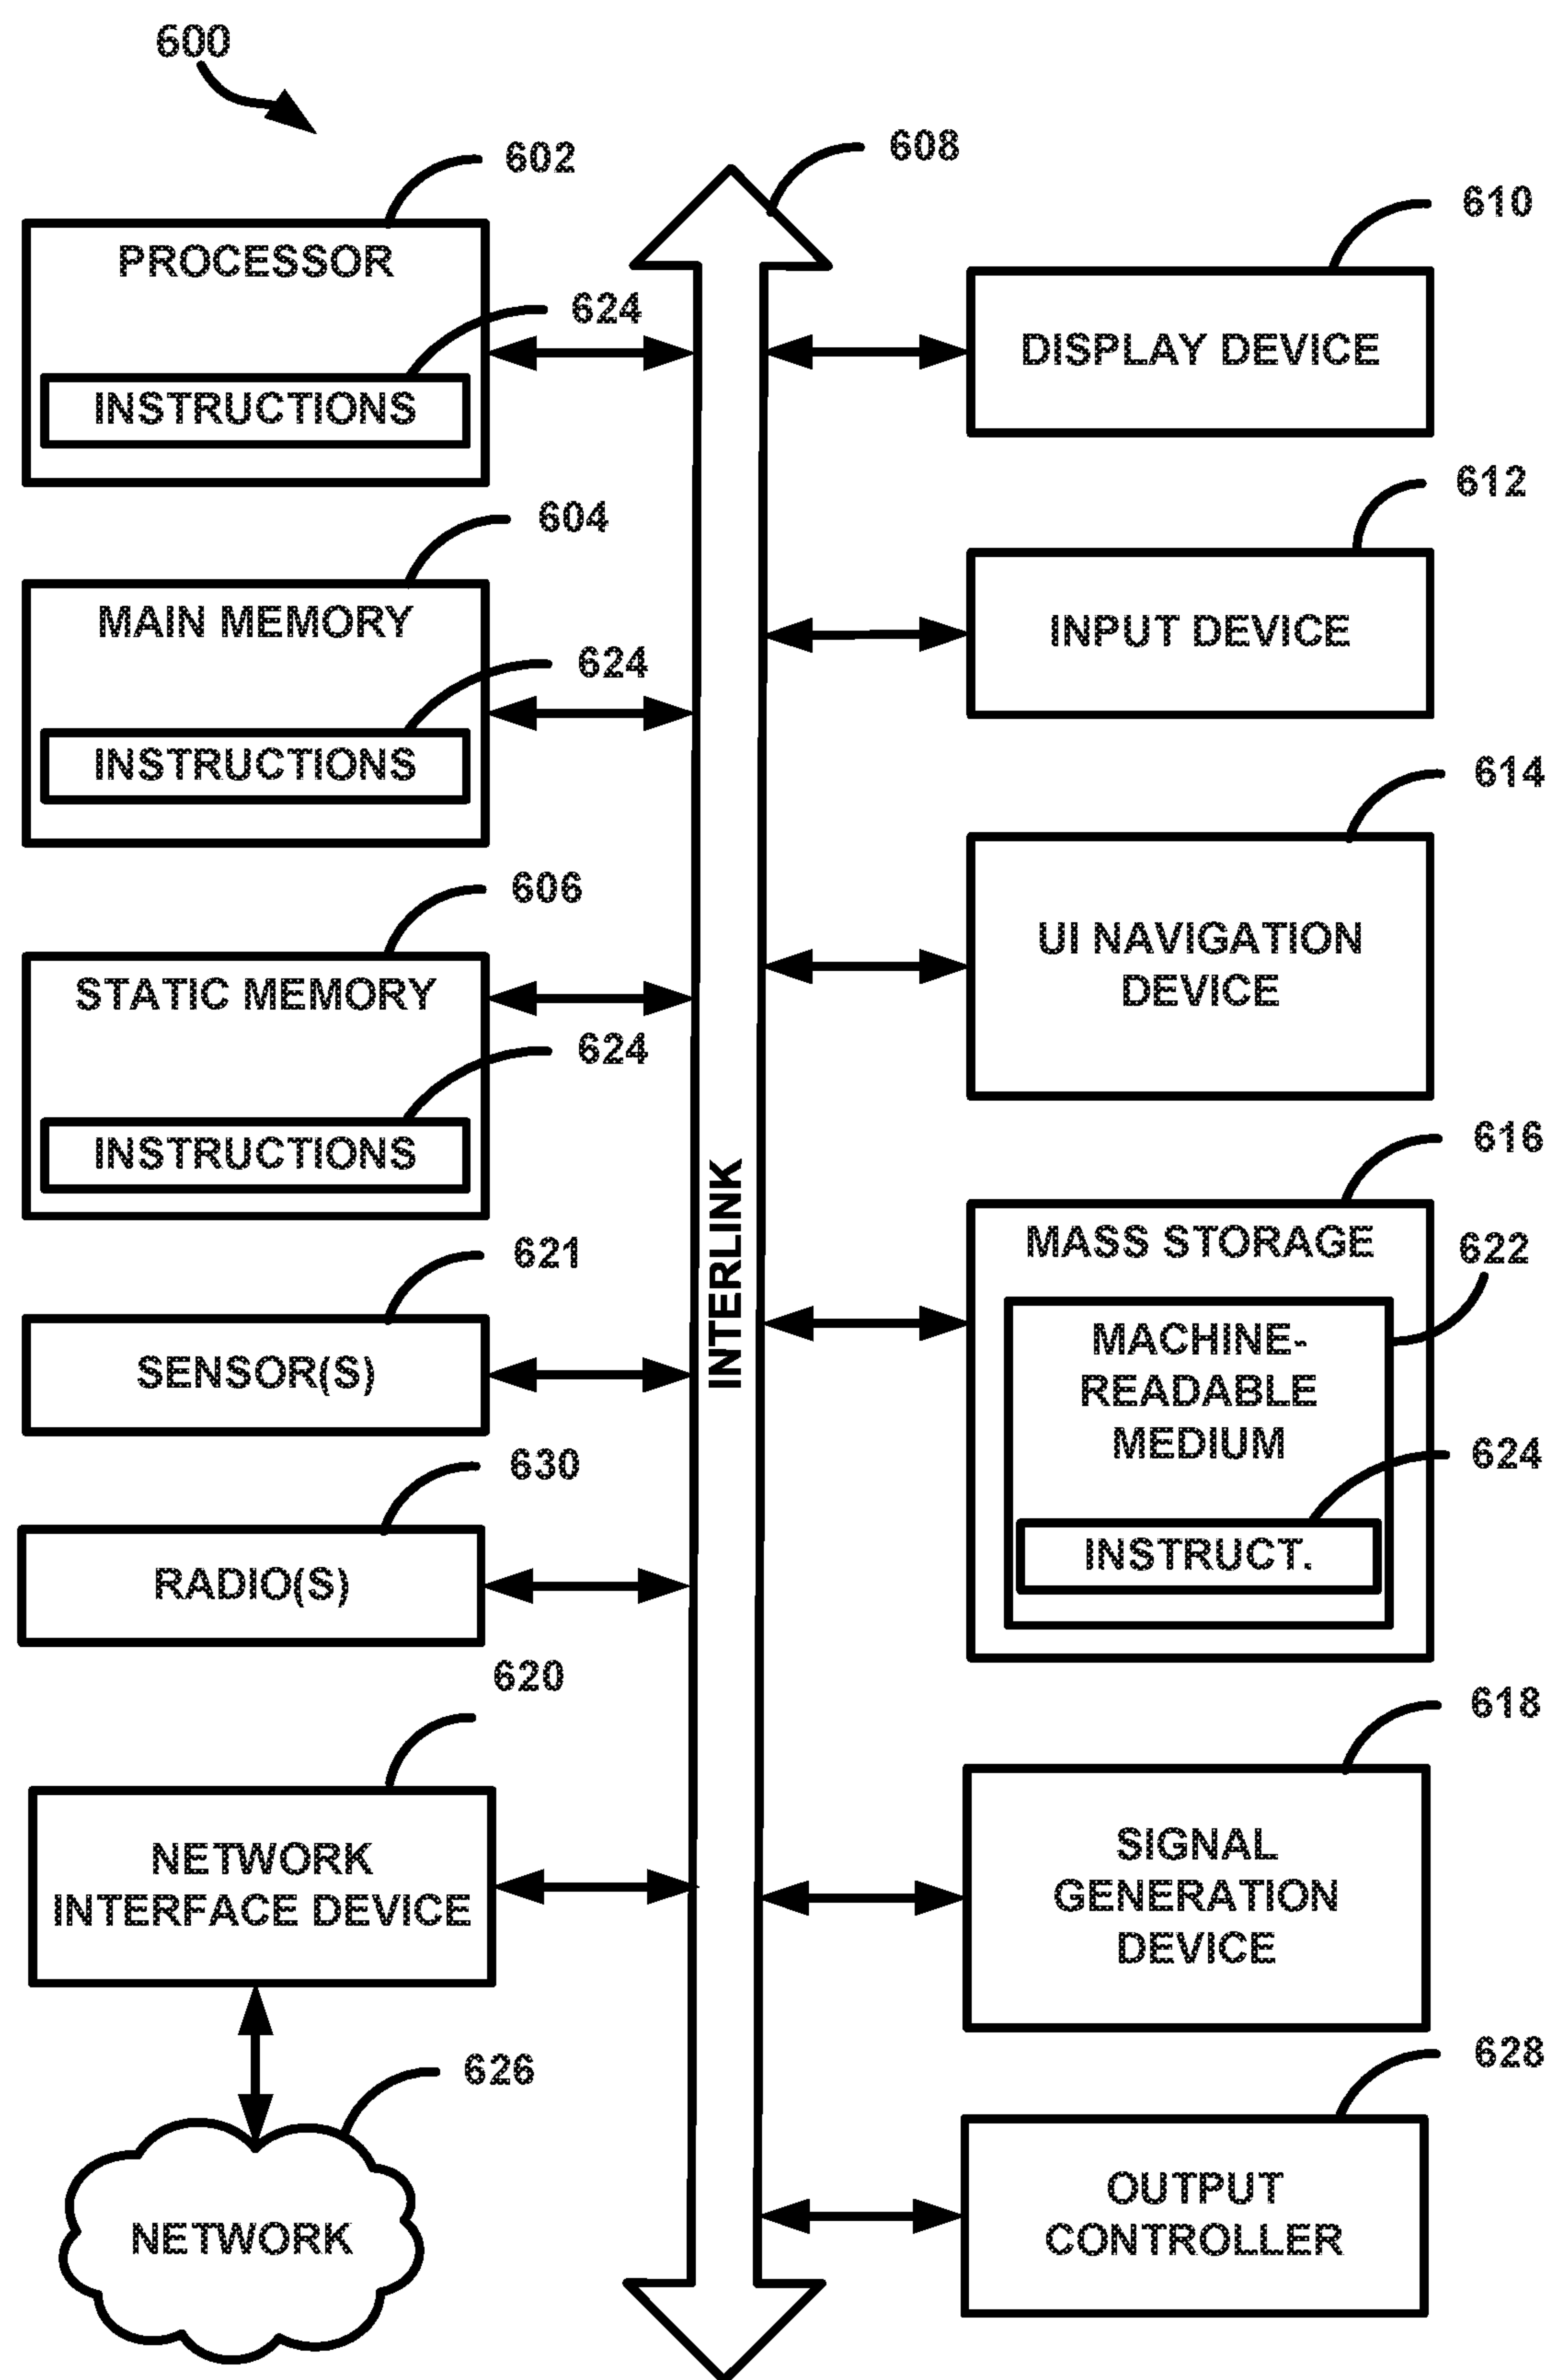 600
602
PROCESSOR
624
INSTRUCTIONS
604
MAIN MEMORY
624
INSTRUCTIONS
606
STATIC MEMORY
624
INSTRUCTIONS
621
SENSOR(S)
630
RADIO(S)
620
NETWORK
INTERFACE DEVICE
626
NETWORK
608
INTERLINK
610
DISPLAY DEVICE
612
INPUT DEVICE
614
UI NAVIGATION
DEVICE
616
MASS STORAGE
622
MACHINE-
READABLE
MEDIUM
624
INSTRUCT.
618
SIGNAL
GENERATION
DEVICE
628
OUTPUT
CONTROLLER